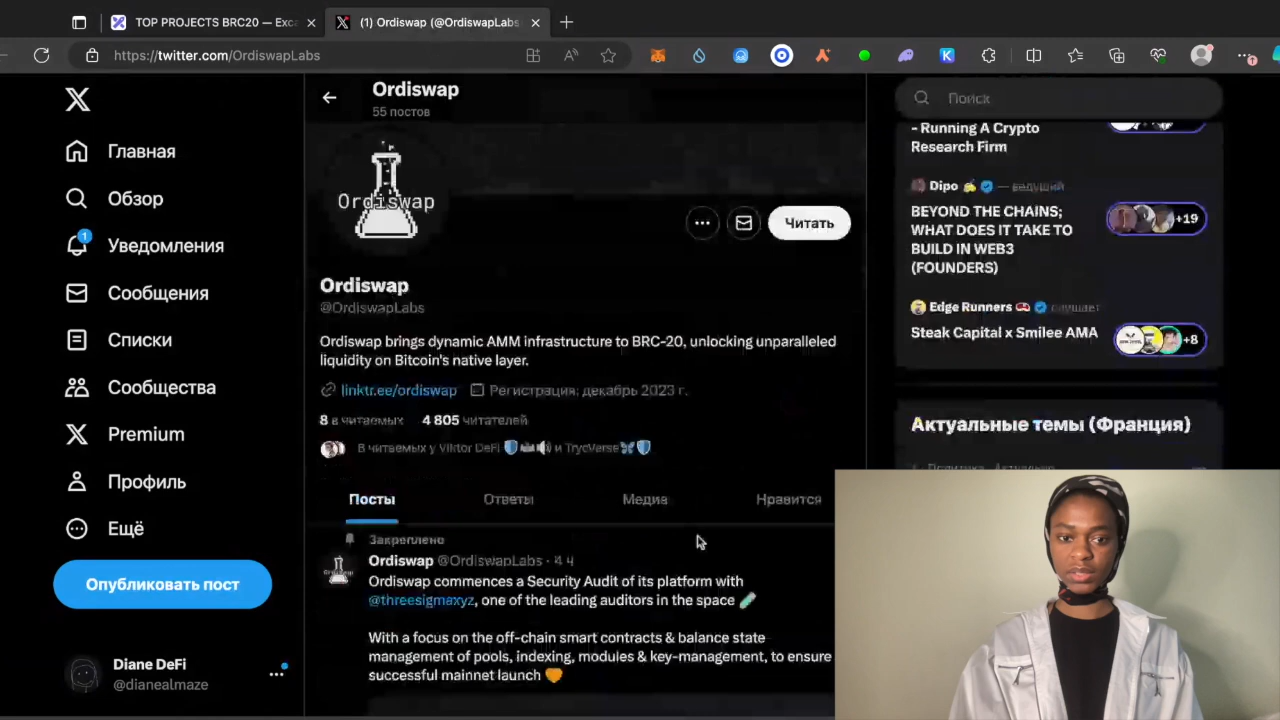 TOP PROJECTS BRC20 — Exca
(1) Ordiswap (@OrdiswapLabs
https://twitter.com/OrdiswapLabs
Главная
Обзор
1
Уведомления
Сообщения
Списки
Сообщества
Premium
Профиль
Ещё
Опубликовать пост
Diane DeFi
@dianealmaze
Ordiswap
55 постов
Ordiswap
Читать
Ordiswap
@OrdiswapLabs
Ordiswap brings dynamic AMM infrastructure to BRC-20, unlocking unparalleled
liquidity on Bitcoin's native layer.
linktr.ee/ordiswap Регистрация: декабрь 2023 г.
8 в читаемых 4 805 читателей
В читаемых у Viktor DeFi и TrycVerse
Посты Ответы Медиа Нравится
Закреплено
Ordiswap @OrdiswapLabs · 4 ч
Ordiswap commences a Security Audit of its platform with
@threesigmaxyz, one of the leading auditors in the space
With a focus on the off-chain smart contracts & balance state
management of pools, indexing, modules & key-management, to ensure
successful mainnet launch
Поиск
- Running A Crypto
Research Firm
Dipo — ведущий
BEYOND THE CHAINS;
WHAT DOES IT TAKE TO
BUILD IN WEB3
(FOUNDERS)
+19
Edge Runners слушает
Steak Capital x Smilee AMA
+8
Актуальные темы (Франция)